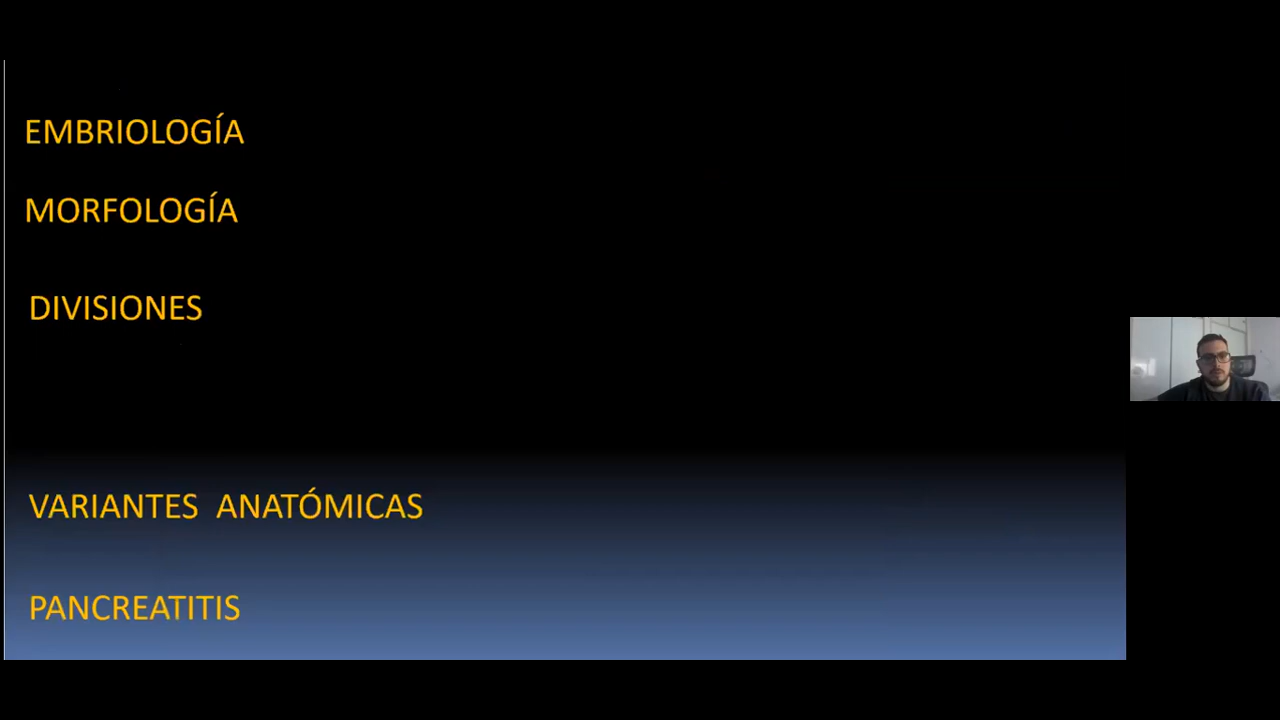 EMBRIOLOGÍA
MORFOLOGÍA
DIVISIONES
VARIANTES ANATÓMICAS
PANCREATITIS